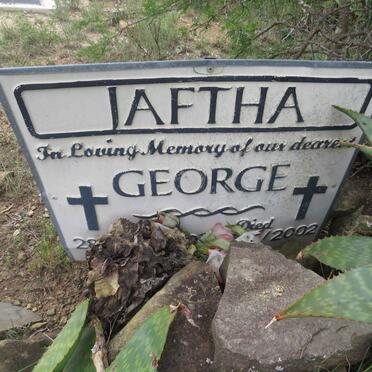 JAFTHA
In Loving Memory of our dearest
GEORGE
Died
28 2002